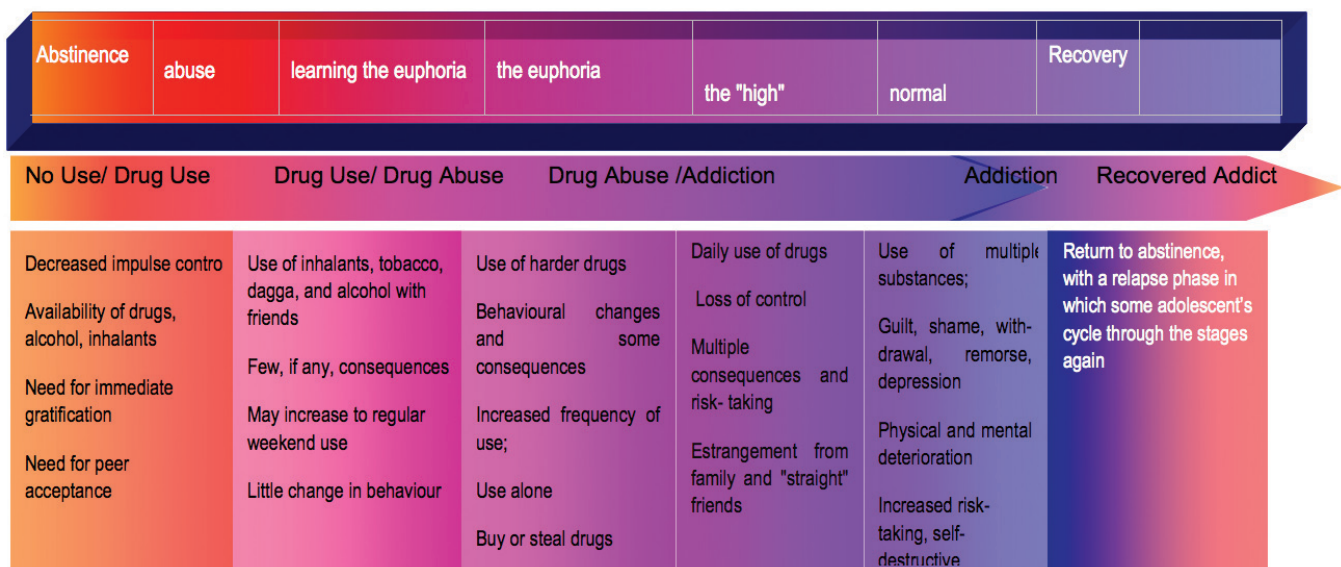 Abstinence
abuse
learning the euphoria
the euphoria
the "high"
normal
Recovery
No Use/ Drug Use
Drug Use/ Drug Abuse
Drug Abuse /Addiction
Addiction
Recovered Addict
Decreased impulse contro
Availability of drugs,
alcohol, inhalants
Need for immediate
gratification
Need for peer
acceptance
Use of inhalants, tobacco,
dagga, and alcohol with
friends
Few, if any, consequences
May increase to regular
weekend use
Little change in behaviour
Use of harder drugs
Behavioural changes
and some
consequences
Increased frequency of
use;
Use alone
Buy or steal drugs
Daily use of drugs
Loss of control
Multiple
consequences and
risk- taking
Estrangement from
family and "straight"
friends
Use of multiple
substances;
Guilt, shame, with-
drawal, remorse,
depression
Physical and mental
deterioration
Increased risk-
taking, self-
destructive
Return to abstinence,
with a relapse phase in
which some adolescent's
cycle through the stages
again